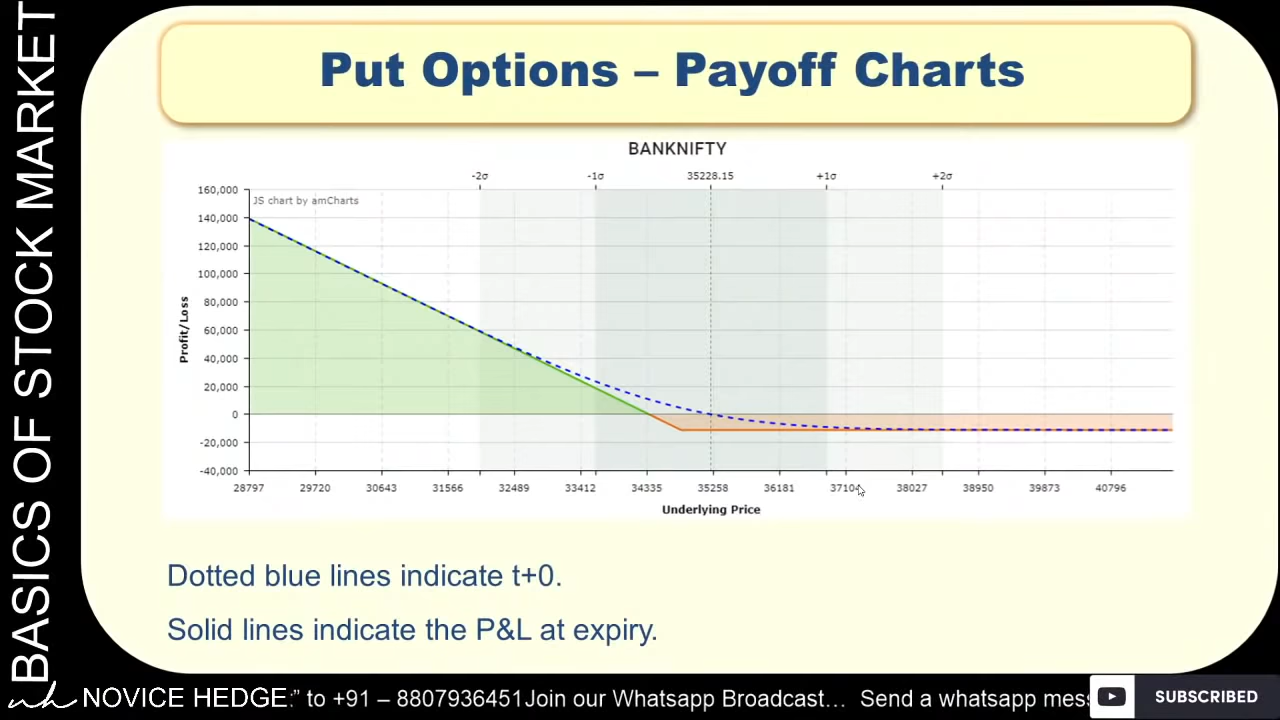 BASICS OF STOCK MARKET
Put Options – Payoff Charts
BANKNIFTY
-2σ -1σ 35228.15 +1σ +2σ
JS chart by amCharts
160,000
140,000
120,000
100,000
80,000
60,000
40,000
20,000
0
-20,000
-40,000
Profit/Loss
28797 29720 30643 31566 32489 33412 34335 35258 36181 37104 38027 38950 39873 40796
Underlying Price
Dotted blue lines indicate t+0.
Solid lines indicate the P&L at expiry.
nh NOVICE HEDGE:” to +91 – 8807936451Join our Whatsapp Broadcast… Send a whatsapp mess
SUBSCRIBED